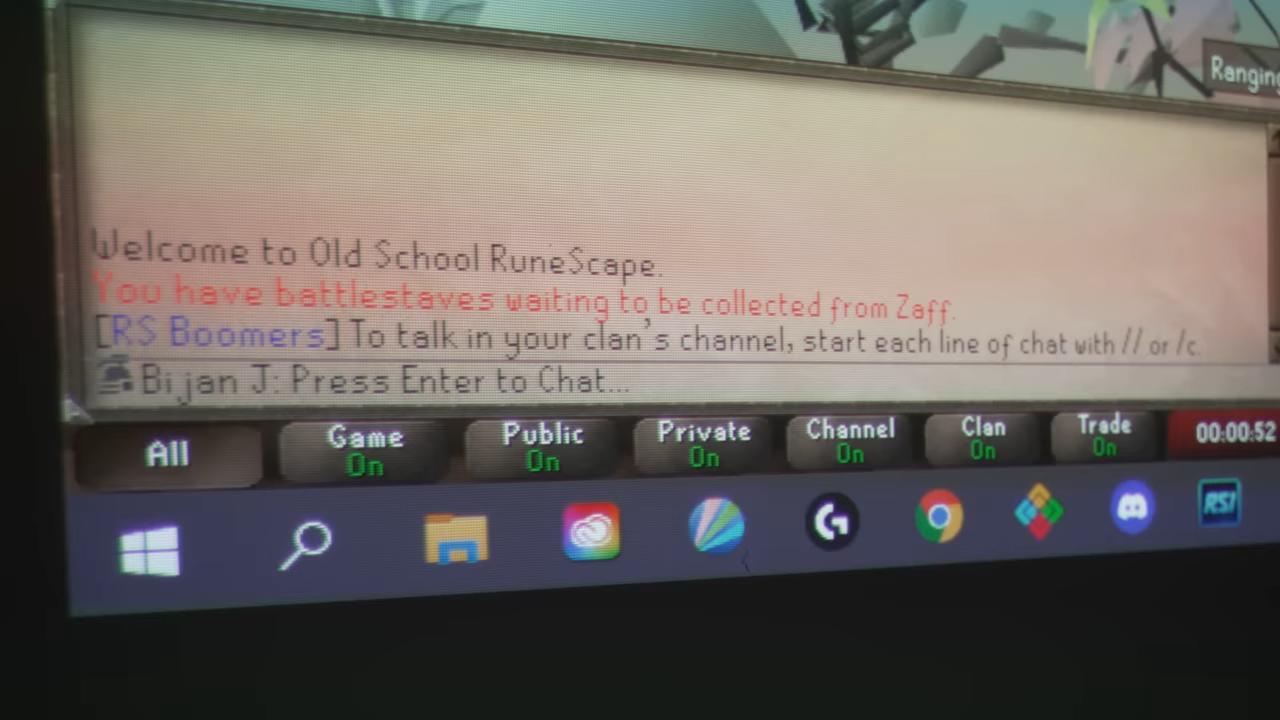 Ranging
Welcome to Old School RuneScape.
You have battlestaves waiting to be collected from Zaff.
[RS Boomers] To talk in your clan's channel, start each line of chat with // or /c.
Bijan J: Press Enter to Chat...
All
Game
On
Public
On
Private
On
Channel
On
Clan
On
Trade
On
00:00:52
RSI